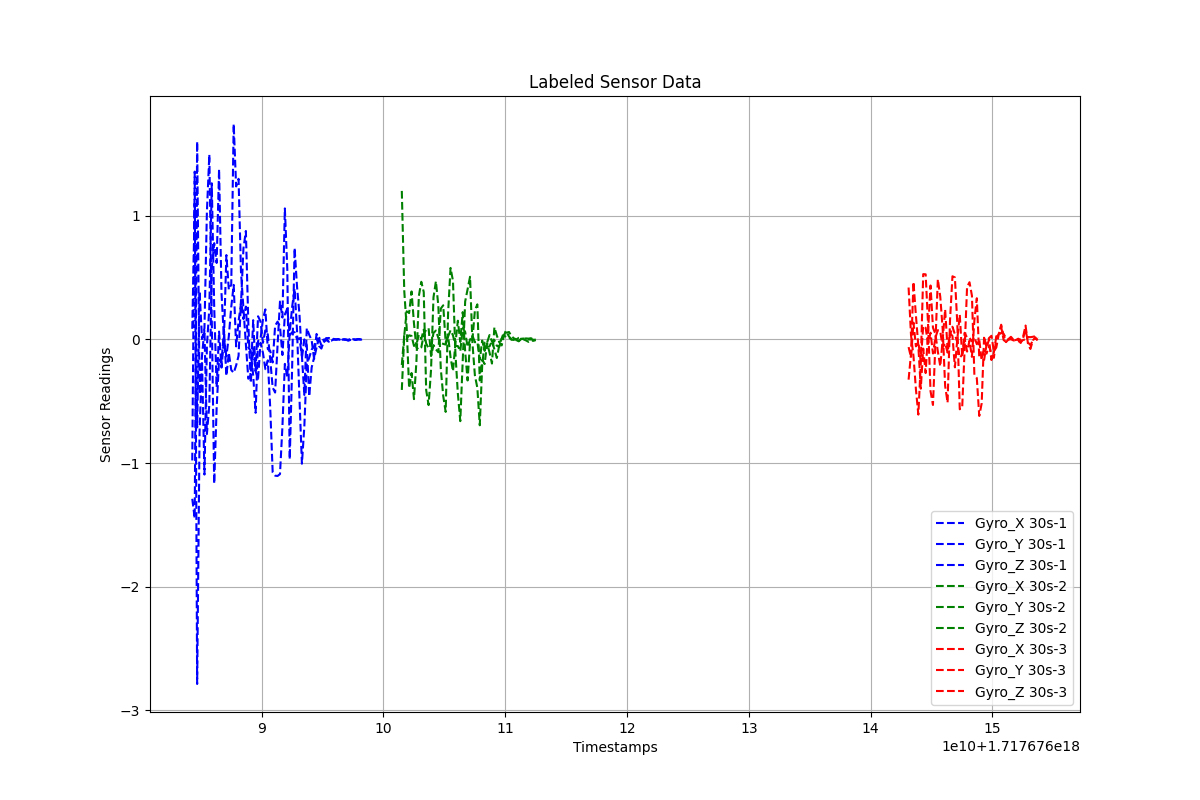 Labeled Sensor Data
Sensor Readings
1
0
−1
−2
−3
9
10
11
12
13
14
15
Timestamps
1e10+1.717676e18
Gyro_X 30s-1
Gyro_Y 30s-1
Gyro_Z 30s-1
Gyro_X 30s-2
Gyro_Y 30s-2
Gyro_Z 30s-2
Gyro_X 30s-3
Gyro_Y 30s-3
Gyro_Z 30s-3